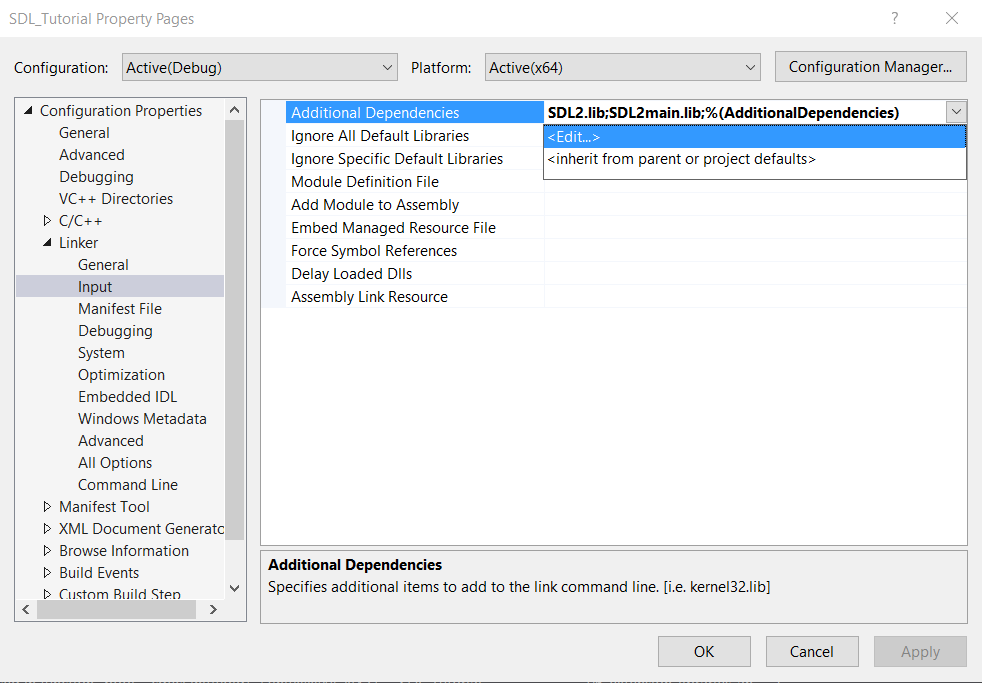 SDL_Tutorial Property Pages
?
Configuration: Active(Debug) Platform: Active(x64) Configuration Manager...
Configuration Properties
General
Advanced
Debugging
VC++ Directories
C/C++
Linker
General
Input
Manifest File
Debugging
System
Optimization
Embedded IDL
Windows Metadata
Advanced
All Options
Command Line
Manifest Tool
XML Document Generato
Browse Information
Build Events
Custom Build Step
Additional Dependencies SDL2.lib;SDL2main.lib;%(AdditionalDependencies)
<Edit...>
Ignore All Default Libraries
<inherit from parent or project defaults>
Ignore Specific Default Libraries
Module Definition File
Add Module to Assembly
Embed Managed Resource File
Force Symbol References
Delay Loaded Dlls
Assembly Link Resource
Additional Dependencies
Specifies additional items to add to the link command line. [i.e. kernel32.lib]
OK Cancel Apply